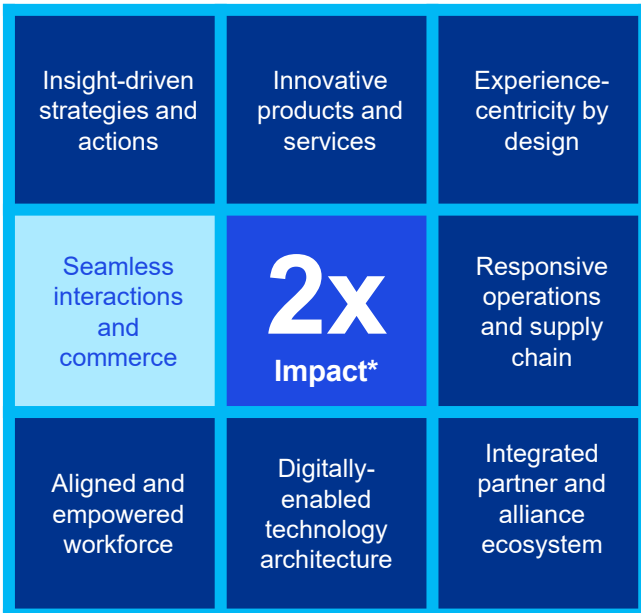 Insight-driven
strategies and
actions
Innovative
products and
services
Experience-
centricity by
design
Seamless
interactions
and
commerce
2x
Impact*
Responsive
operations
and supply
chain
Aligned and
empowered
workforce
Digitally-
enabled
technology
architecture
Integrated
partner and
alliance
ecosystem